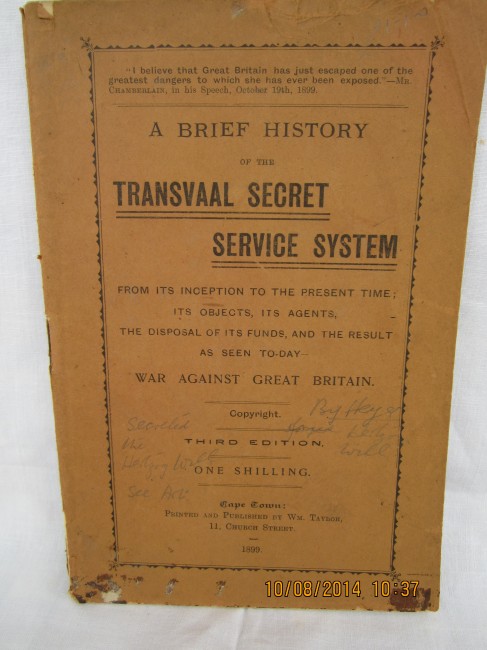 "I believe that Great Britain has just escaped one of the
greatest dangers to which she has ever been exposed."—Mr.
Chamberlain, in his Speech, October 19th, 1899.
A BRIEF HISTORY
OF THE
TRANSVAAL SECRET
SERVICE SYSTEM
FROM ITS INCEPTION TO THE PRESENT TIME;
ITS OBJECTS, ITS AGENTS,
THE DISPOSAL OF ITS FUNDS, AND THE RESULT
AS SEEN TO-DAY—
WAR AGAINST GREAT BRITAIN.
Copyright.
THIRD EDITION.
the
ONE SHILLING.
See
Cape Town:
Printed and Published by Wm. Taylor,
11, Church Street.
1899.
10/08/2014 10:37